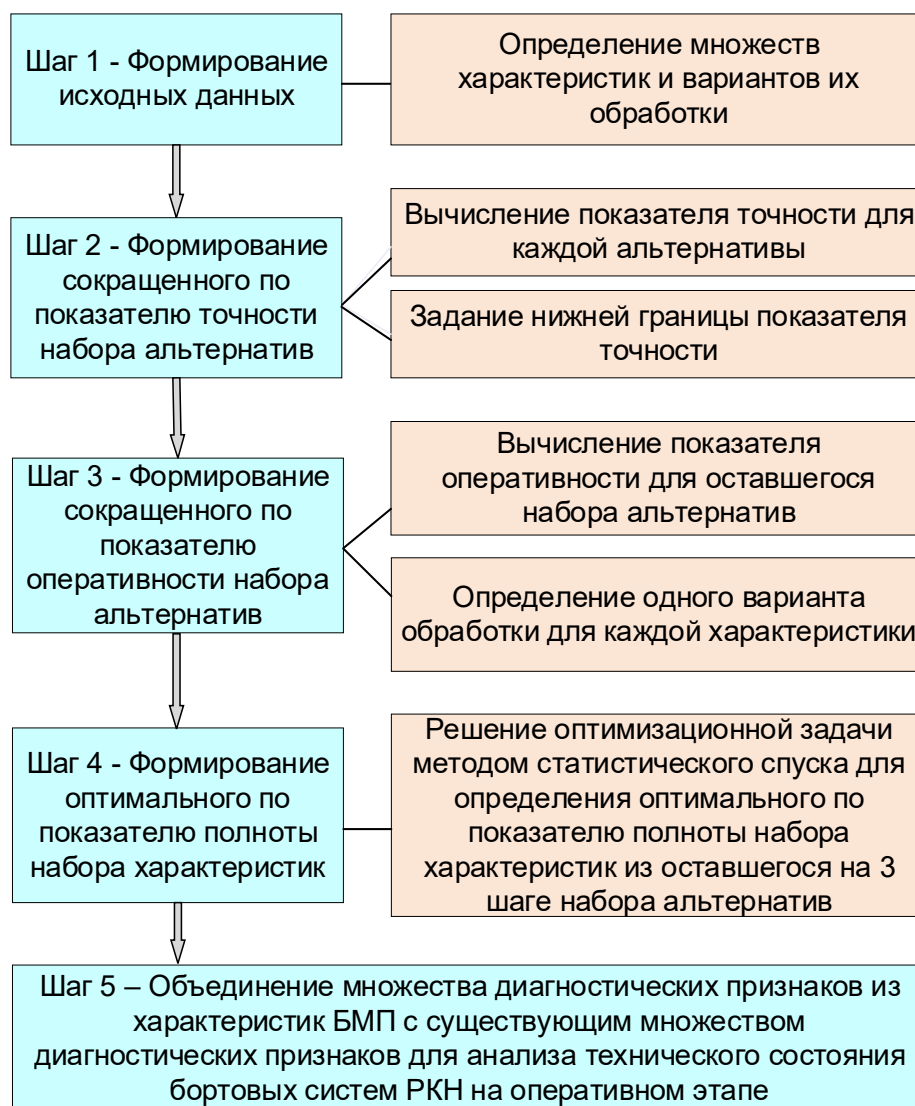 Шаг 1 - Формирование
исходных данных
Определение множеств
характеристик и вариантов их
обработки
Шаг 2 - Формирование
сокращенного по
показателю точности
набора альтернатив
Вычисление показателя точности для
каждой альтернативы
Задание нижней границы показателя
точности
Шаг 3 - Формирование
сокращенного по
показателю
оперативности набора
альтернатив
Вычисление показателя
оперативности для оставшегося
набора альтернатив
Определение одного варианта
обработки для каждой характеристики
Шаг 4 - Формирование
оптимального по
показателю полноты
набора характеристик
Решение оптимизационной задачи
методом статистического спуска для
определения оптимального по
показателю полноты набора
характеристик из оставшегося на 3
шаге набора альтернатив
Шаг 5 – Объединение множества диагностических признаков из
характеристик БМП с существующим множеством
диагностических признаков для анализа технического состояния
бортовых систем РКН на оперативном этапе